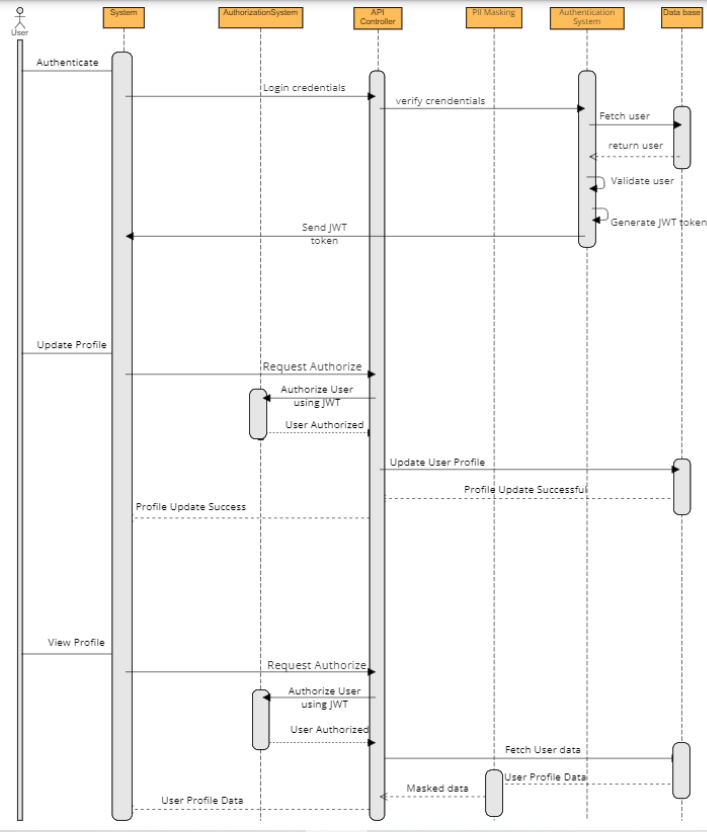 System
AuthorizationSystem
API
Controller
PII Masking
Authentication
System
Data base
User
Authenticate
Login credentials
verify crendentials
Fetch user
return user
Validate user
Generate JWT token
Send JWT
token
Update Profile
Request Authorize
Authorize User
using JWT
User Authorized
Update User Profile
Profile Update Successful
Profile Update Success
View Profile
Request Authorize
Authorize User
using JWT
User Authorized
Fetch User data
User Profile Data
Masked data
User Profile Data